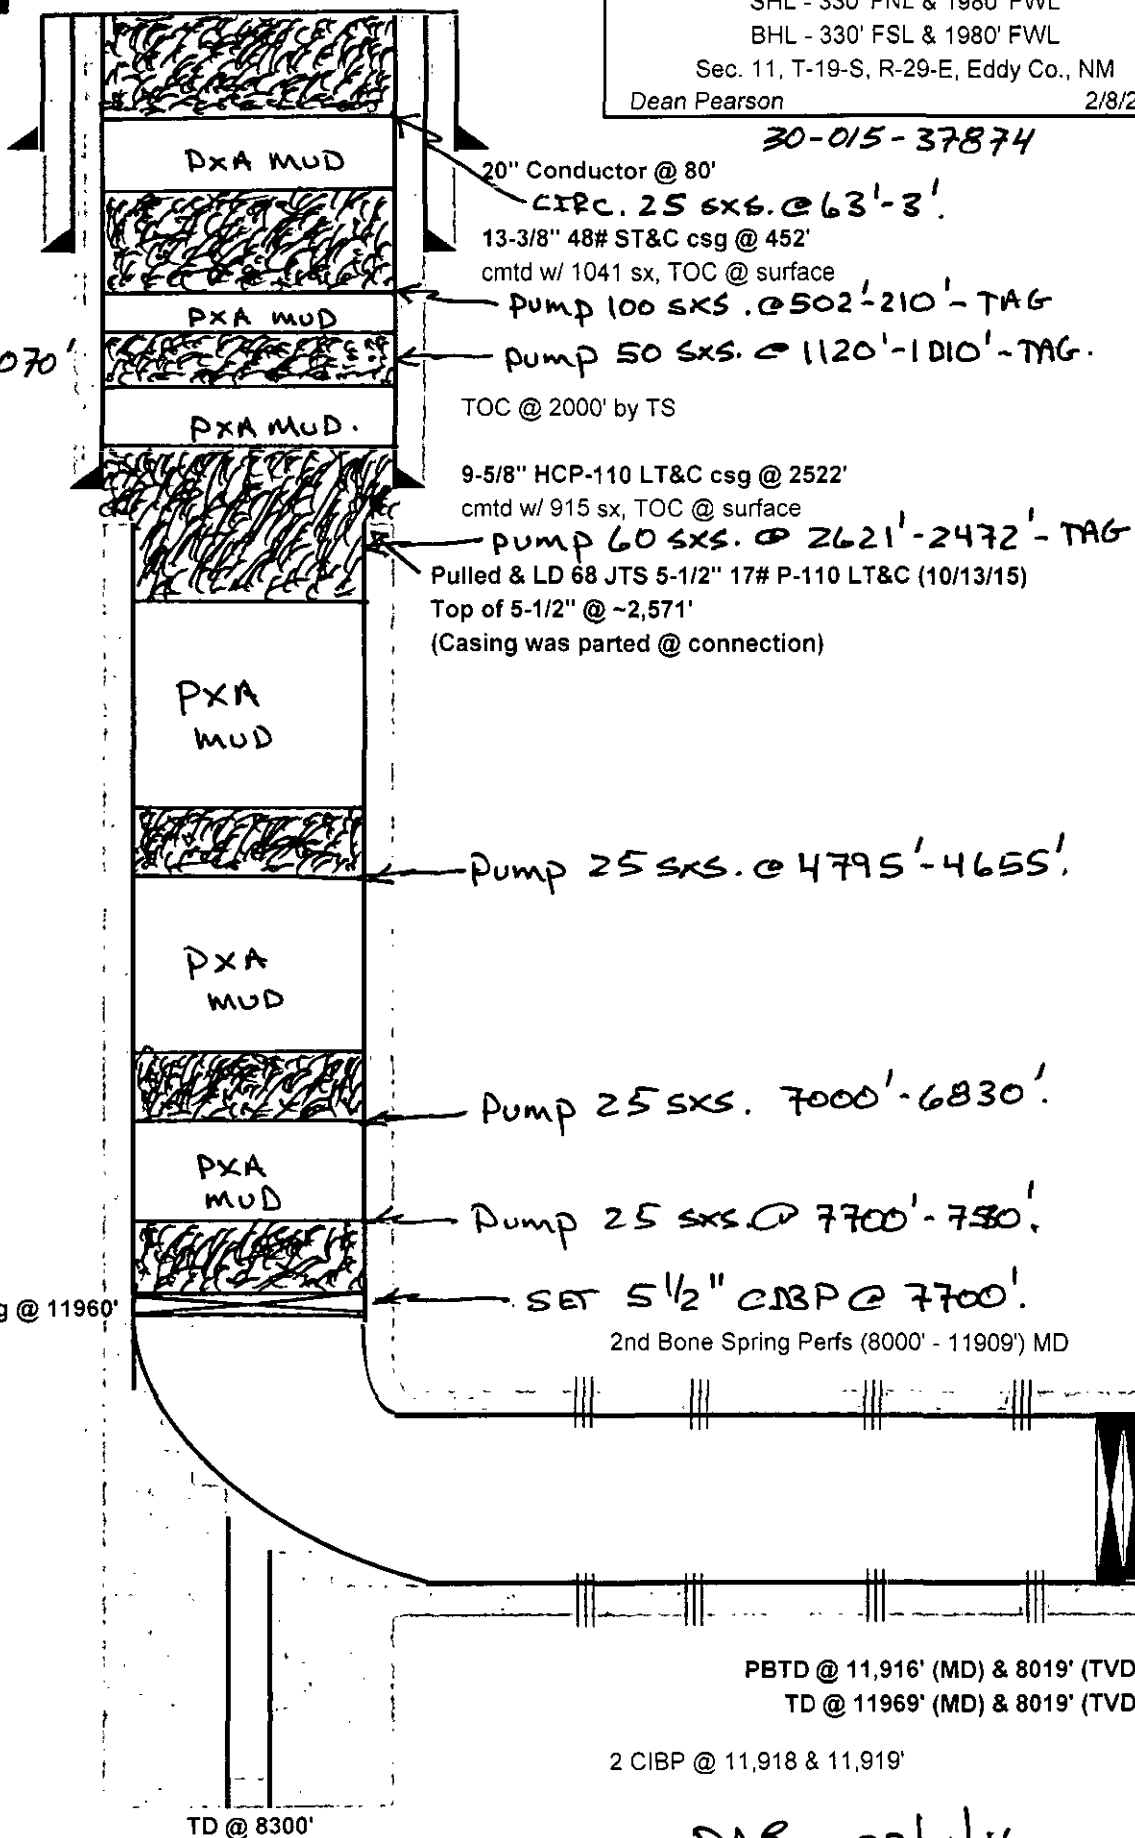 SHL - 330' FNL & 1980' FWL
BHL - 330' FSL & 1980' FWL
Sec. 11, T-19-S, R-29-E, Eddy Co., NM
Dean Pearson 2/8/2
30-015-37874
PXA MUD
20" Conductor @ 80'
CIRC. 25 SXS. @ 63'-3'.
13-3/8" 48# ST&C csg @ 452'
cmtd w/ 1041 sx, TOC @ surface
PUMP 100 SXS. @ 502'-210'- TAG
PXA MUD
070'
PUMP 50 SXS. @ 1120'-1010'- TAG.
TOC @ 2000' by TS
PXA MUD.
9-5/8" HCP-110 LT&C csg @ 2522'
cmtd w/ 915 sx, TOC @ surface
PUMP 60 SXS. @ 2621'-2472'- TAG
Pulled & LD 68 JTS 5-1/2" 17# P-110 LT&C (10/13/15)
Top of 5-1/2" @ ~2,571'
(Casing was parted @ connection)
PXA
MUD
PUMP 25 SXS. @ 4795'-4655'.
PXA
MUD
PUMP 25 SXS. 7000'-6830'.
PXA
MUD
PUMP 25 SXS. @ 7700'-
SET 5 1/2" CIBP @ 7700'.
g @ 11960'
2nd Bone Spring Perfs (8000' - 11909') MD
PBTD @ 11,916' (MD) & 8019' (TVD
TD @ 11969' (MD) & 8019' (TVD
2 CIBP @ 11,918 & 11,919'
TD @ 8300'